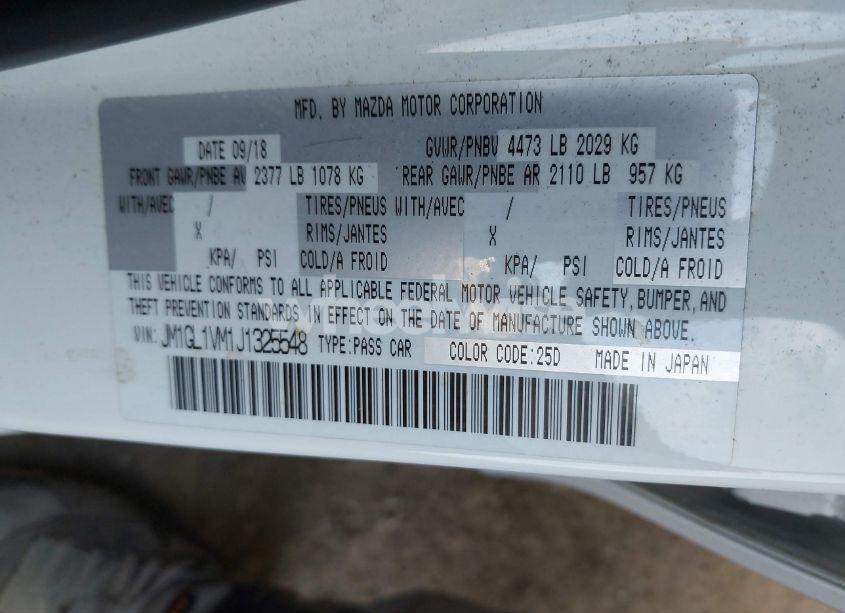 MFD. BY MAZDA MOTOR CORPORATION
DATE 09/18 GVWR/PNBV 4473 LB 2029 KG
FRONT GAWR/PNBE AV 2377 LB 1078 KG REAR GAWR/PNBE AR 2110 LB 957 KG
WITH/AVEC / TIRES/PNEUS WITH/AVEC / TIRES/PNEUS
X RIMS/JANTES X RIMS/JANTES
KPA/ PSI COLD/A FROID KPA/ PSI COLD/A FROID
THIS VEHICLE CONFORMS TO ALL APPLICABLE FEDERAL MOTOR VEHICLE SAFETY, BUMPER, AND
THEFT PREVENTION STANDARDS IN EFFECT ON THE DATE OF MANUFACTURE SHOWN ABOVE.
VIN: JM1GL1VM1J1325548 TYPE:PASS CAR COLOR CODE:25D MADE IN JAPAN